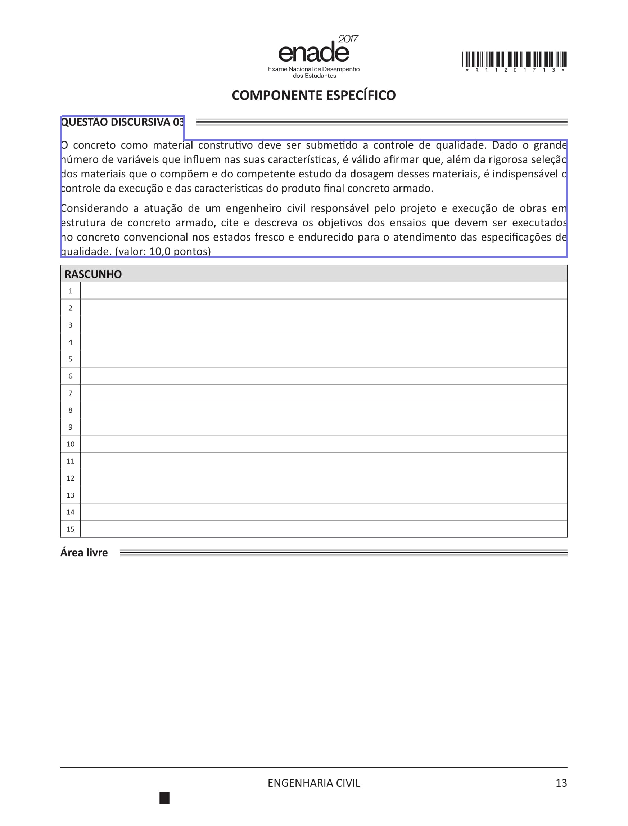 2017
enade
Exame Nacional de Desempenho
dos Estudantes
COMPONENTE ESPECÍFICO
QUESTÃO DISCURSIVA 03
O concreto como material construtivo deve ser submetido a controle de qualidade. Dado o grande
número de variáveis que influem nas suas características, é válido afirmar que, além da rigorosa seleção
dos materiais que o compõem e do competente estudo da dosagem desses materiais, é indispensável o
controle da execução e das características do produto final concreto armado.
Considerando a atuação de um engenheiro civil responsável pelo projeto e execução de obras em
estrutura de concreto armado, cite e descreva os objetivos dos ensaios que devem ser executados
no concreto convencional nos estados fresco e endurecido para o atendimento das especificações de
qualidade. (valor: 10,0 pontos)
RASCUNHO
1
2
3
4
5
6
7
8
9
10
11
12
13
14
15
Área livre
ENGENHARIA CIVIL
13